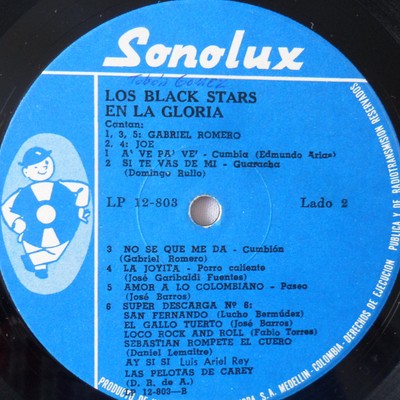 Sonolux
LOS BLACK STARS
EN LA GLORIA
Cantan:
1, 3, 5: GABRIEL ROMERO
2, 4: JOE
1 A' VE PA' VE' - Cumbia (Edmundo Arias)
2 SI TE VAS DE MI - Guaracha
(Domingo Rullo)
LP 12-803 Lado 2
3 NO SE QUE ME DA - Cumbión
(Gabriel Romero)
4 LA JOYITA - Porro caliente
(José Garibaldi Fuentes)
5 AMOR A LO COLOMBIANO - Paseo
(José Barros)
6 SUPER DESCARGA Nº 8:
SAN FERNANDO (Lucho Bermúdez)
EL GALLO TUERTO (José Barros)
LOCO ROCK AND ROLL (Fabio Torres)
SEBASTIAN ROMPETE EL CUERO
(Daniel Lemaitre)
AY SI SI Luis Ariel Rey
LAS PELOTAS DE CAREY
(D. R. de A.)
LP 12-803—B
PRODUCTO DE
S. A. MEDELLIN - COLOMBIA - DERECHOS DE EJECUCION PUBLICA Y DE RADIOTRANSMISION RESERVADOS